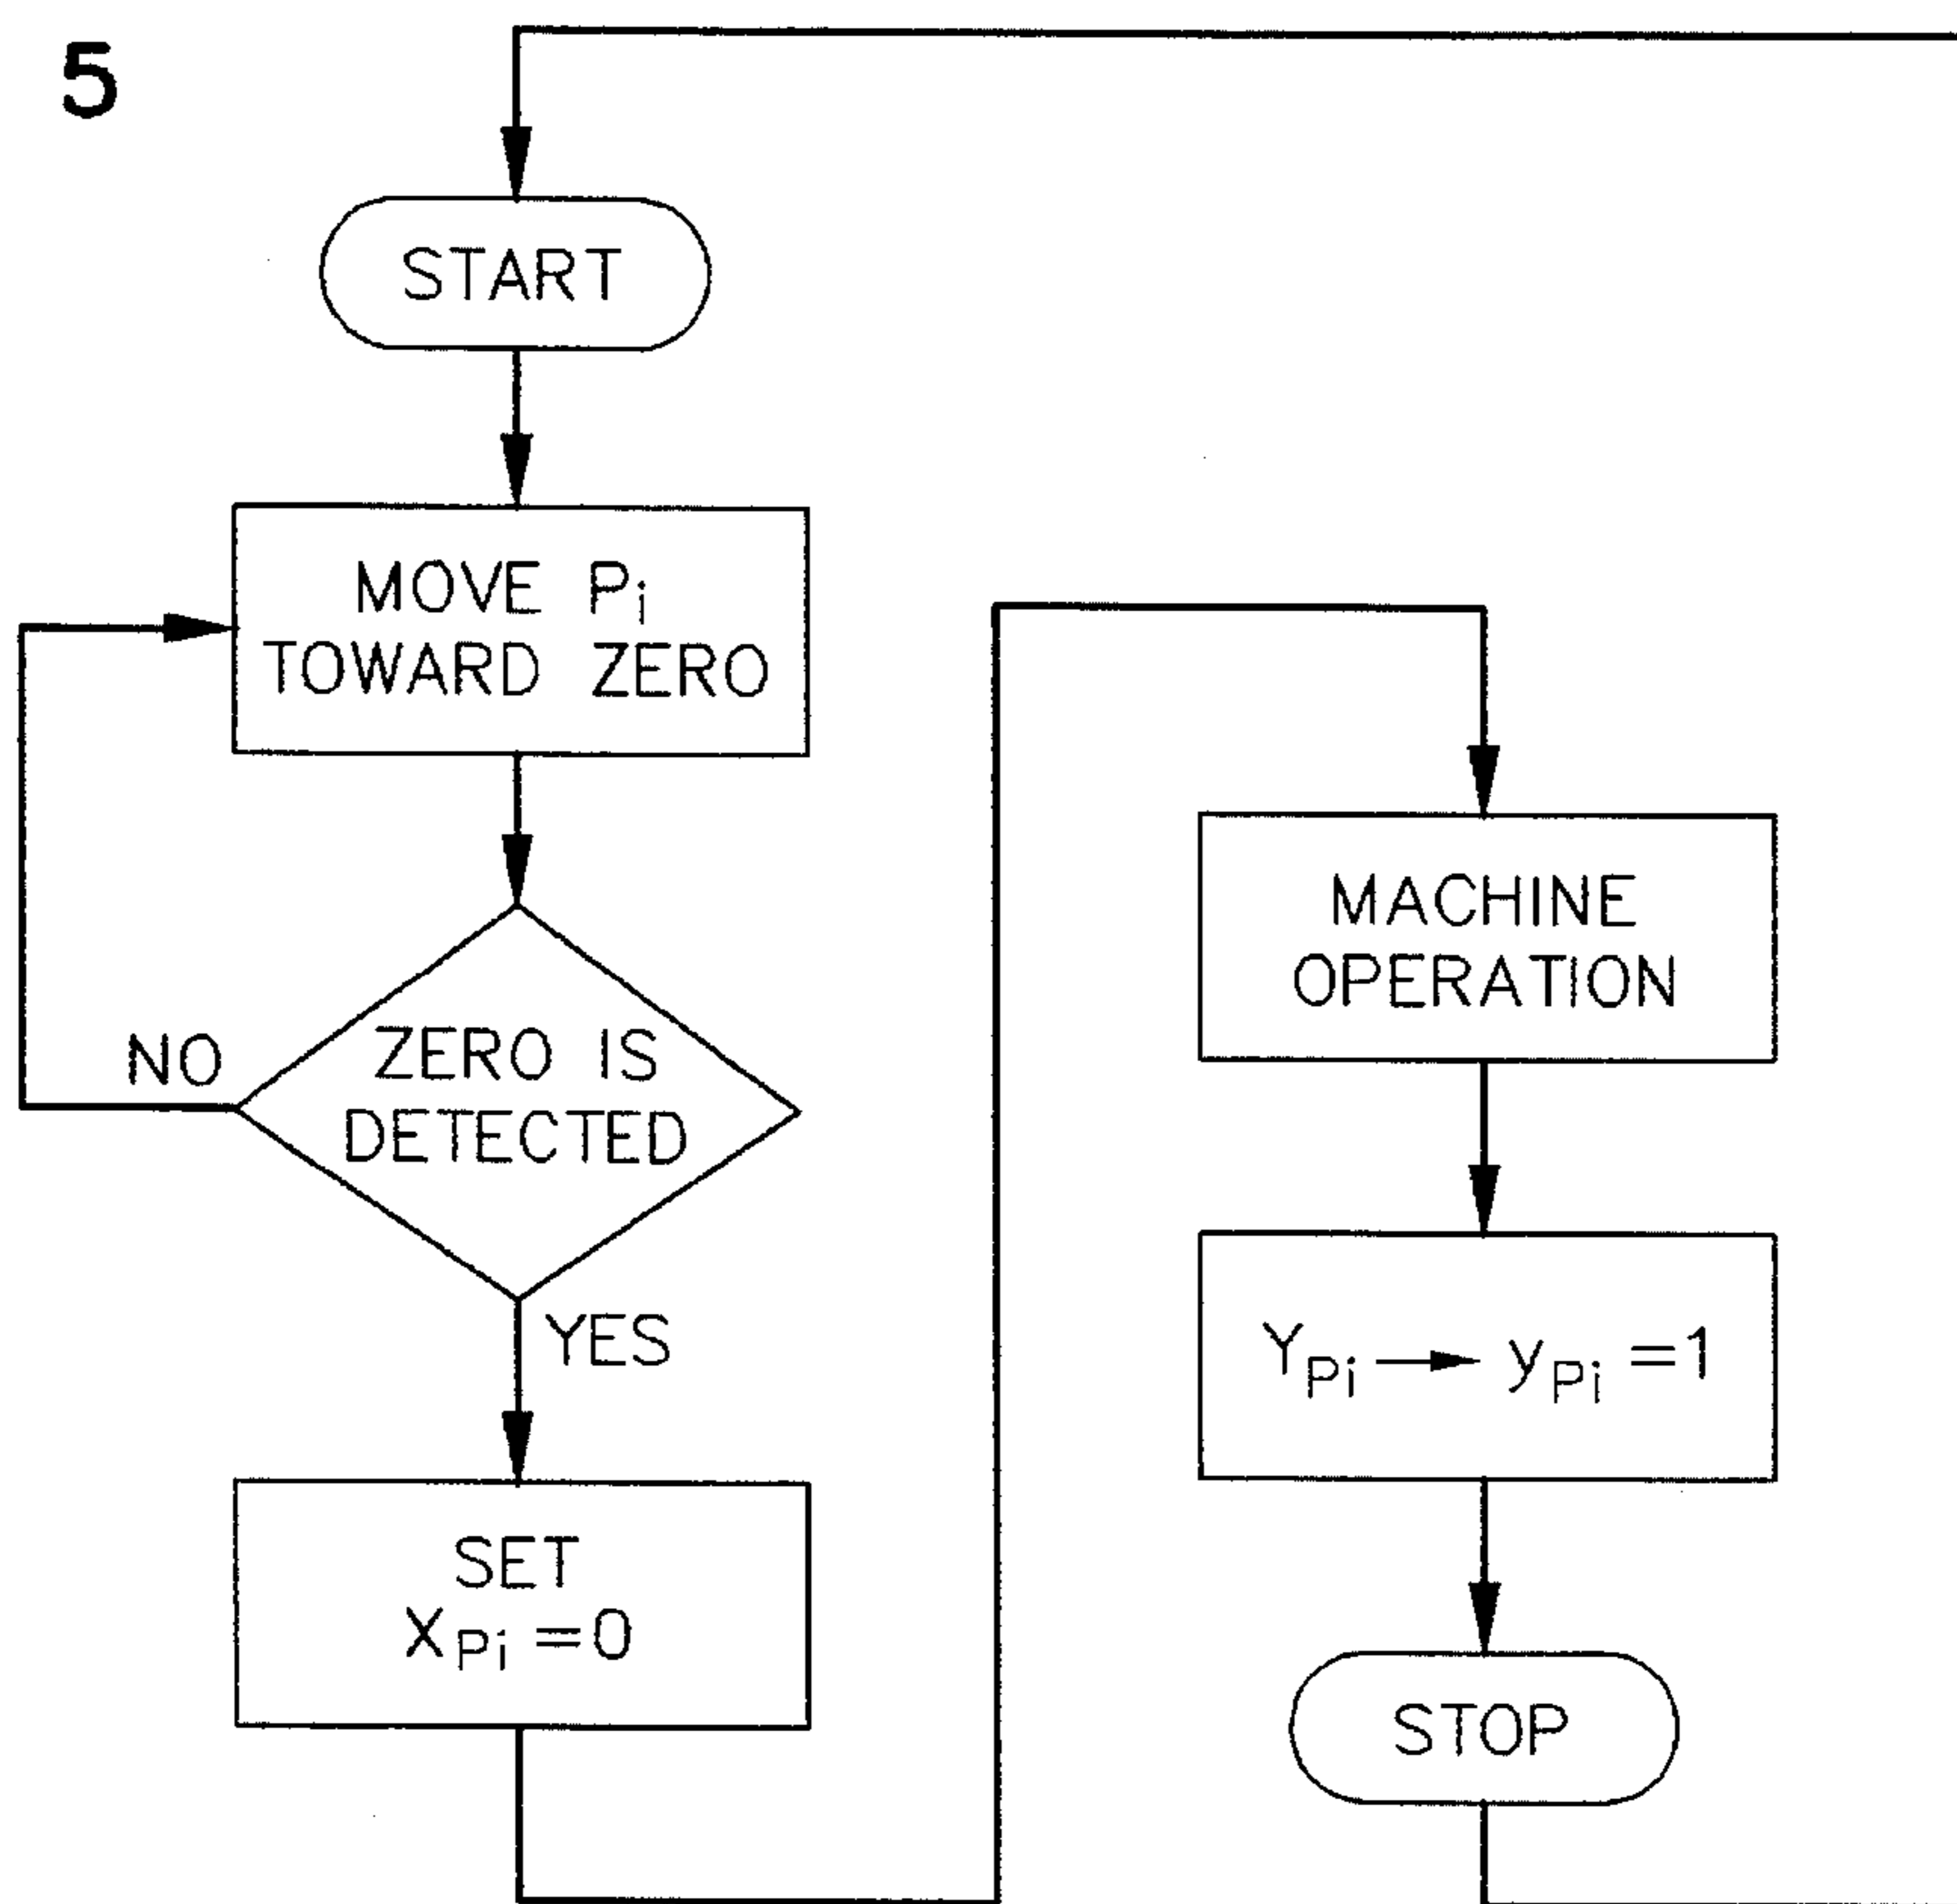 5
START
MOVE Pi
TOWARD ZERO
NO
ZERO IS
DETECTED
YES
SET
XPi=0
MACHINE
OPERATION
YPi → yPi=1
STOP